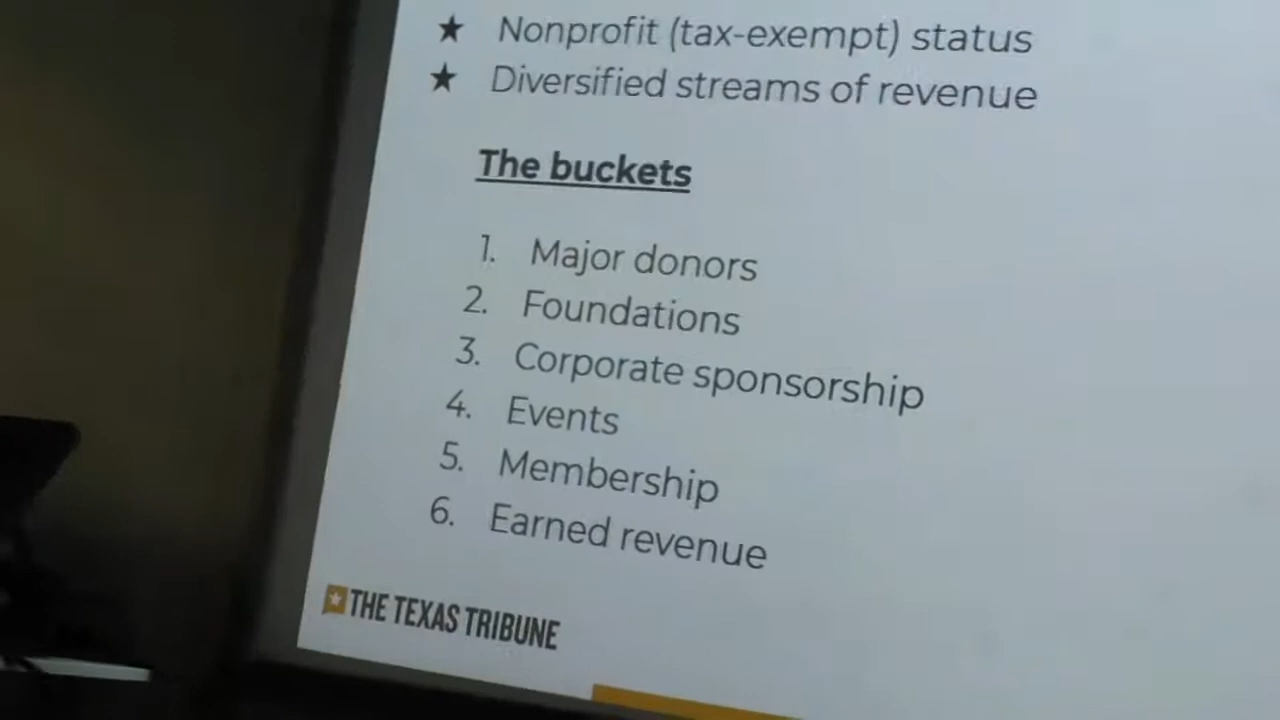 ★ Nonprofit (tax-exempt) status
★ Diversified streams of revenue
The buckets
1. Major donors
2. Foundations
3. Corporate sponsorship
4. Events
5. Membership
6. Earned revenue
THE TEXAS TRIBUNE